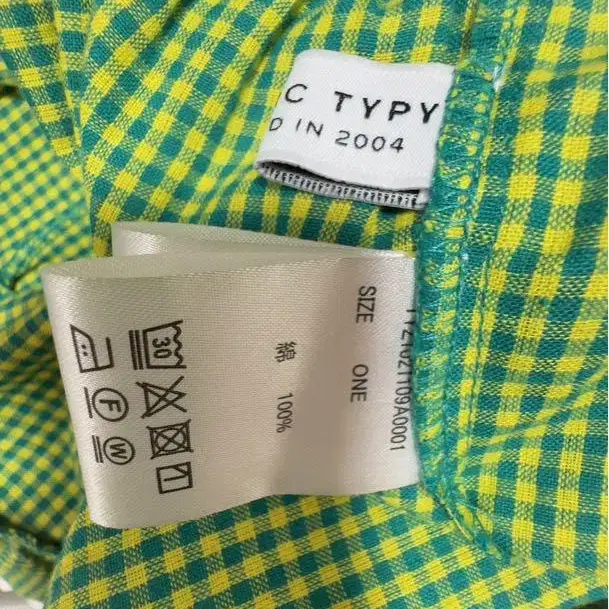 C TYPY
D IN 2004
SIZE ONE
綿 100%
30
F
W